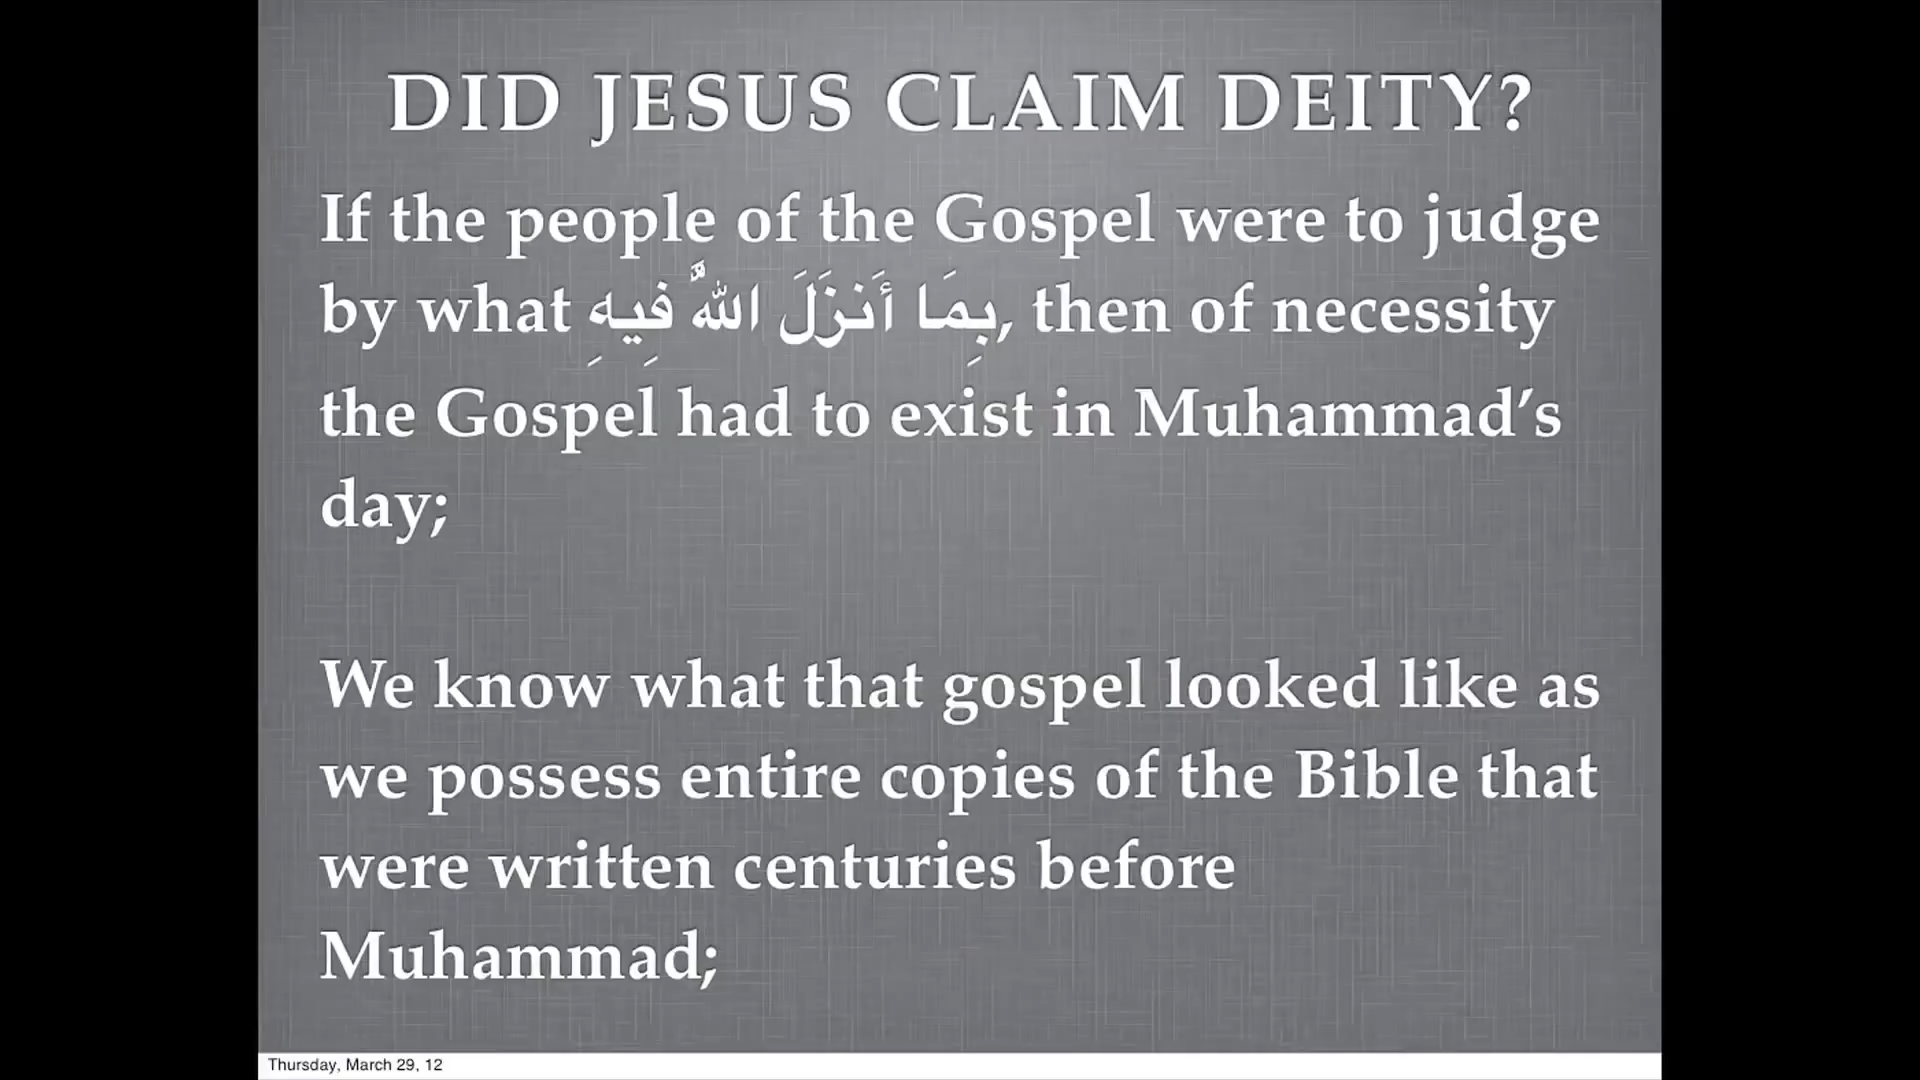 DID JESUS CLAIM DEITY?
If the people of the Gospel were to judge
by what بِمَا أَنزَلَ اللَّهُ فِيهِ, then of necessity
the Gospel had to exist in Muhammad’s
day;
We know what that gospel looked like as
we possess entire copies of the Bible that
were written centuries before
Muhammad;
Thursday, March 29, 12